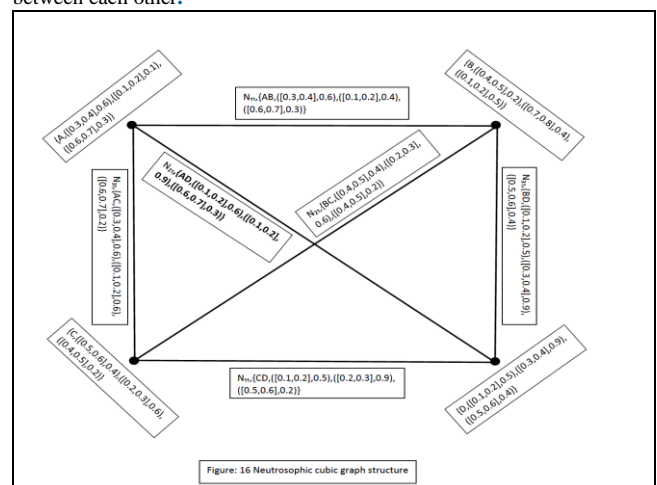 between each other.
{A,([0.3,0.4],0.6),([0.1,0.2],0.1),
([0.6,0.7],0.3)}
N₁ₛ,{AB,([0.3,0.4],0.6),([0.1,0.2],0.4),
([0.6,0.7],0.3)}
{B,([0.4,0.5],0.2),([0.7,0.8],0.4),
([0.1,0.2],0.5)}
N₂ₛ,{AD,([0.1,0.2],0.6),([0.1,0.2],
0.9),([0.6,0.7],0.3)}
N₂ₛ,{BC,([0.4,0.5],0.4),([0.2,0.3],
0.6),([0.4,0.5],0.2)}
N₃ₛ,{AC,([0.3,0.4],0.6),([0.1,0.2],0.6),
([0.6,0.7],0.2)}
N₃ₛ,{BD,([0.1,0.2],0.5),([0.3,0.4],0.9),
([0.5,0.6],0.4)}
{C,([0.5,0.6],0.4),([0.2,0.3],0.6),
([0.4,0.5],0.2)}
N₁ₛ,{CD,([0.1,0.2],0.5),([0.2,0.3],0.9),
([0.5,0.6],0.2)}
{D,([0.1,0.2],0.5),([0.3,0.4],0.9),
([0.5,0.6],0.4)}
Figure: 16 Neutrosophic cubic graph structure